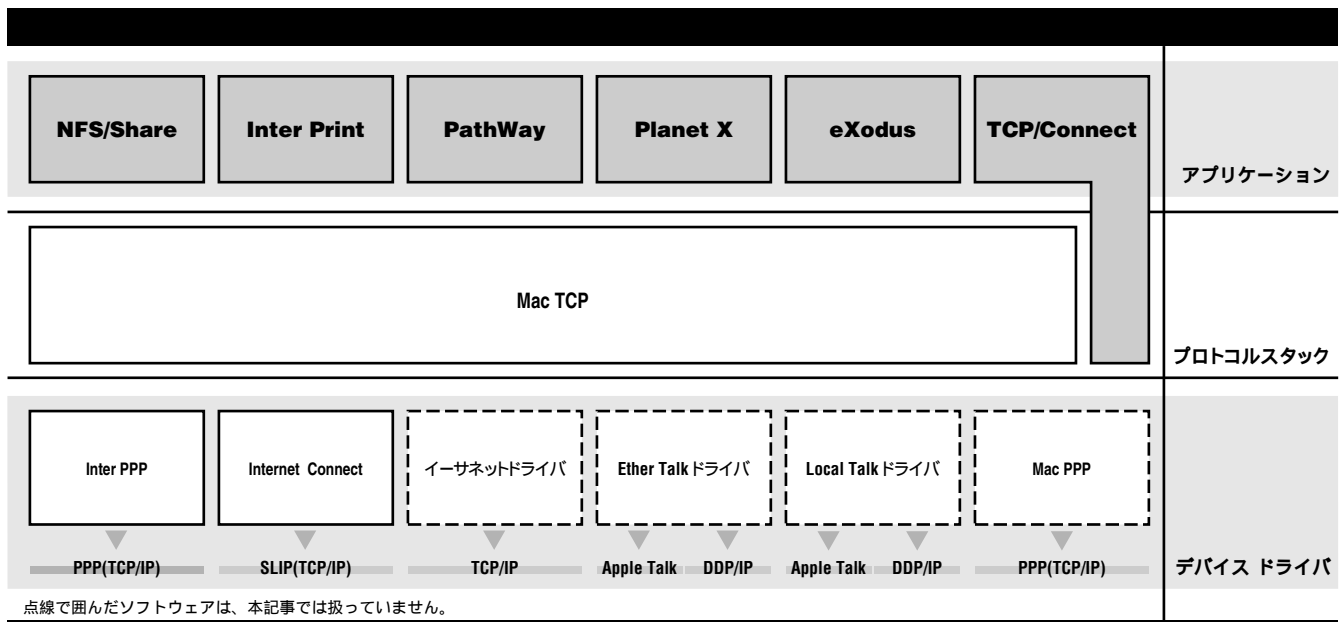 NFS/Share
Inter Print
PathWay
Planet X
eXodus
TCP/Connect
アプリケーション
Mac TCP
プロトコルスタック
Inter PPP
Internet Connect
イーサネットドライバ
Ether Talk ドライバ
Local Talk ドライバ
Mac PPP
PPP(TCP/IP)
SLIP(TCP/IP)
TCP/IP
Apple Talk
DDP/IP
Apple Talk
DDP/IP
PPP(TCP/IP)
デバイス ドライバ
点線で囲んだソフトウェアは、本記事では扱っていません。